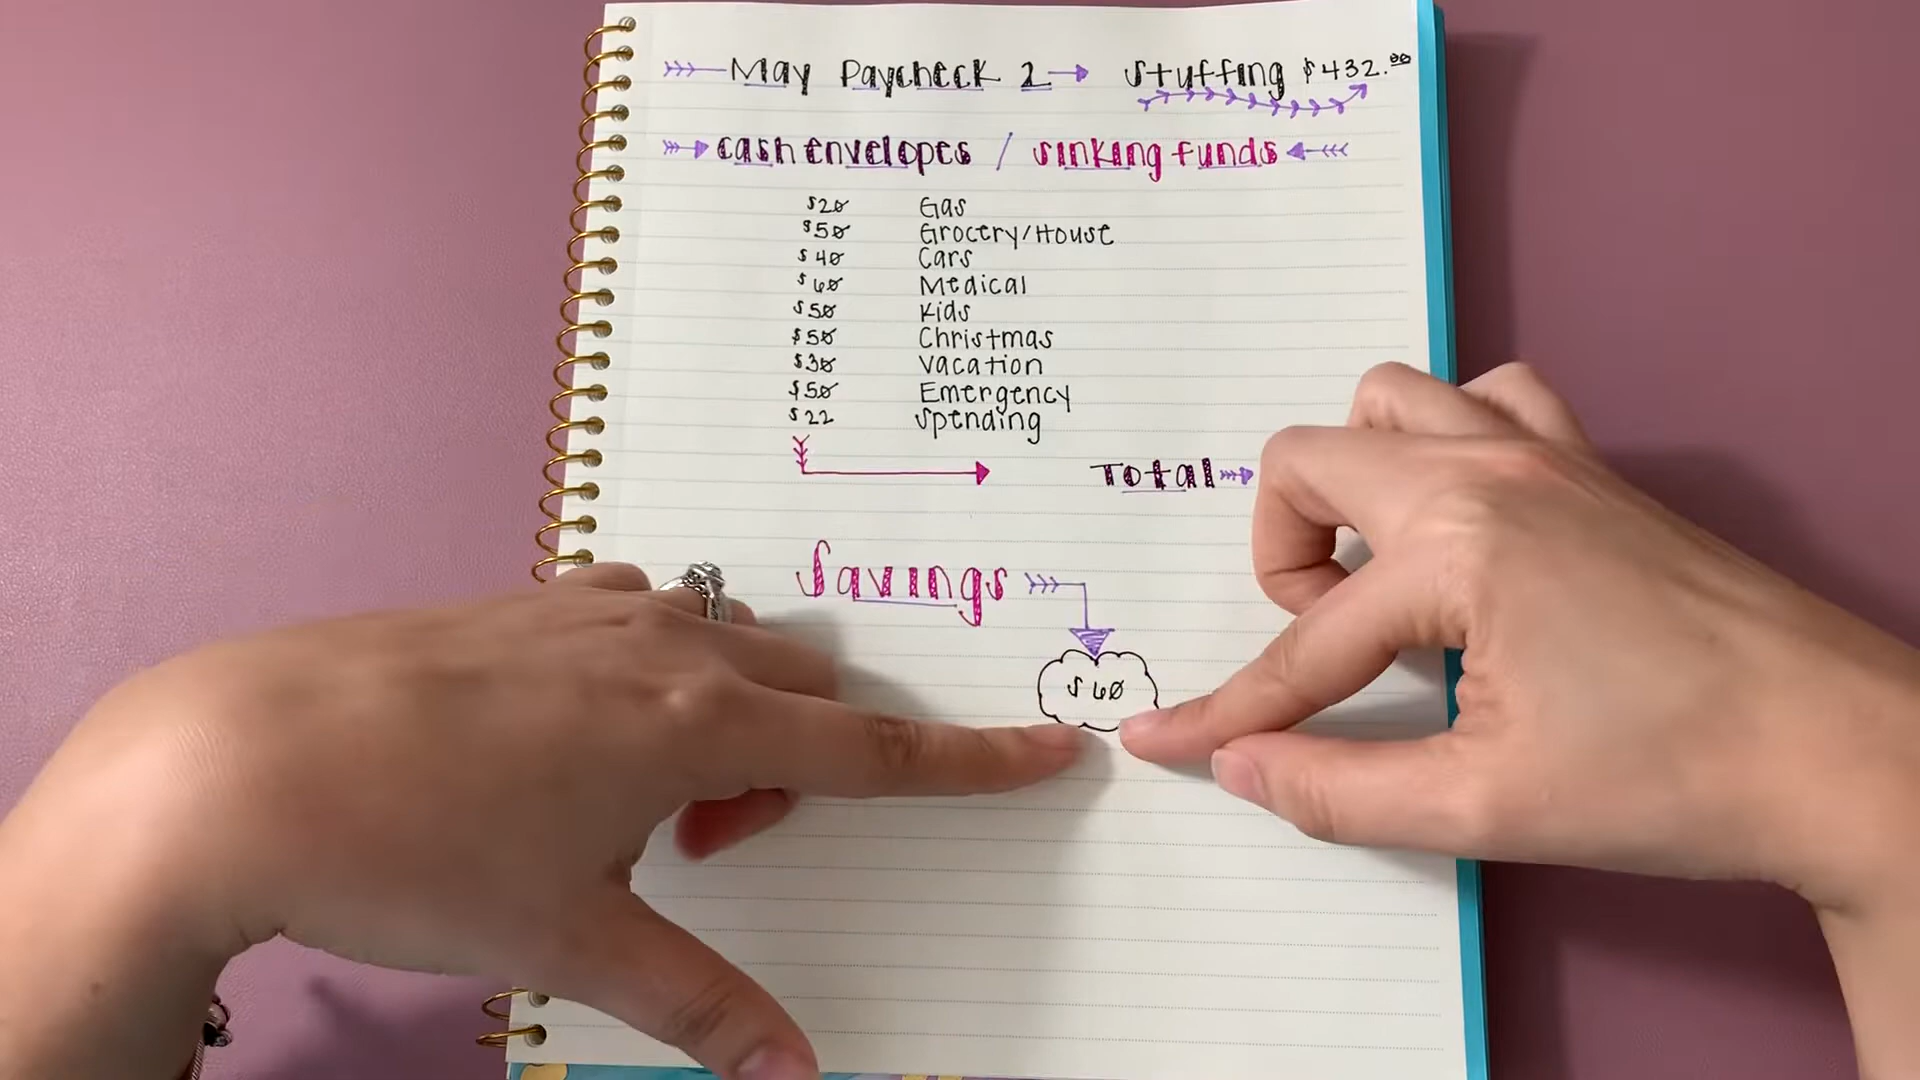 May Paycheck 2 Stuffing $432.00
cash envelopes / sinking funds
$20 Gas
$50 Grocery/House
$40 Cars
$60 Medical
$50 Kids
$50 Christmas
$30 Vacation
$50 Emergency
$22 Spending
Total
Savings
$60